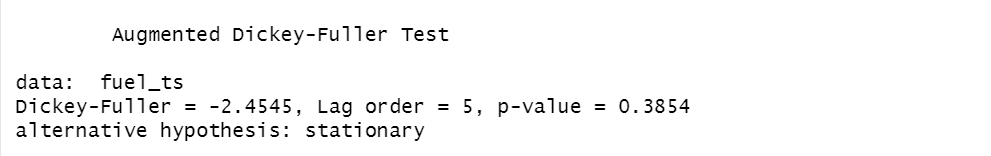 Augmented Dickey-Fuller Test
data:  fuel_ts
Dickey-Fuller = -2.4545, Lag order = 5, p-value = 0.3854
alternative hypothesis: stationary